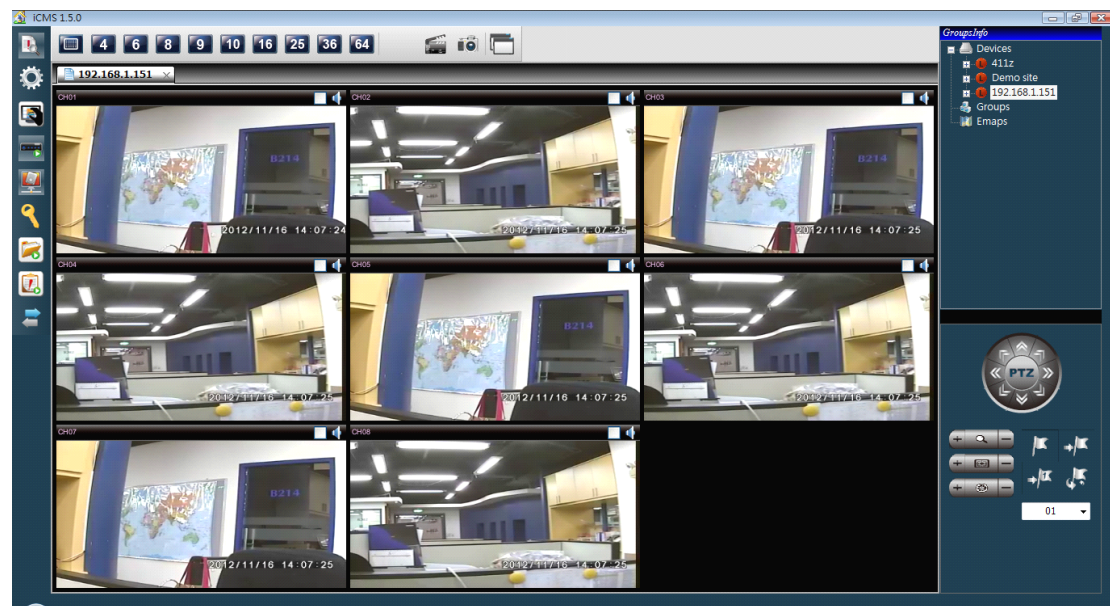 iCMS 1.5.0
4 6 8 9 10 16 25 36 64
192.168.1.151
GroupsInfo
Devices
411z
Demo site
192.168.1.151
Groups
Emaps
CH01 CH02 CH03
B214 B214
2012/11/16 14:07:24 2012/11/16 14:07:25 2012/11/16 14:07:25
CH04 CH05 CH06
B214
2012/11/16 14:07:25 2012/11/16 14:07:25 2012/11/16 14:07:25
CH07 CH08
B214
2012/11/16 14:07:25 2012/11/16 14:07:25
PTZ
01